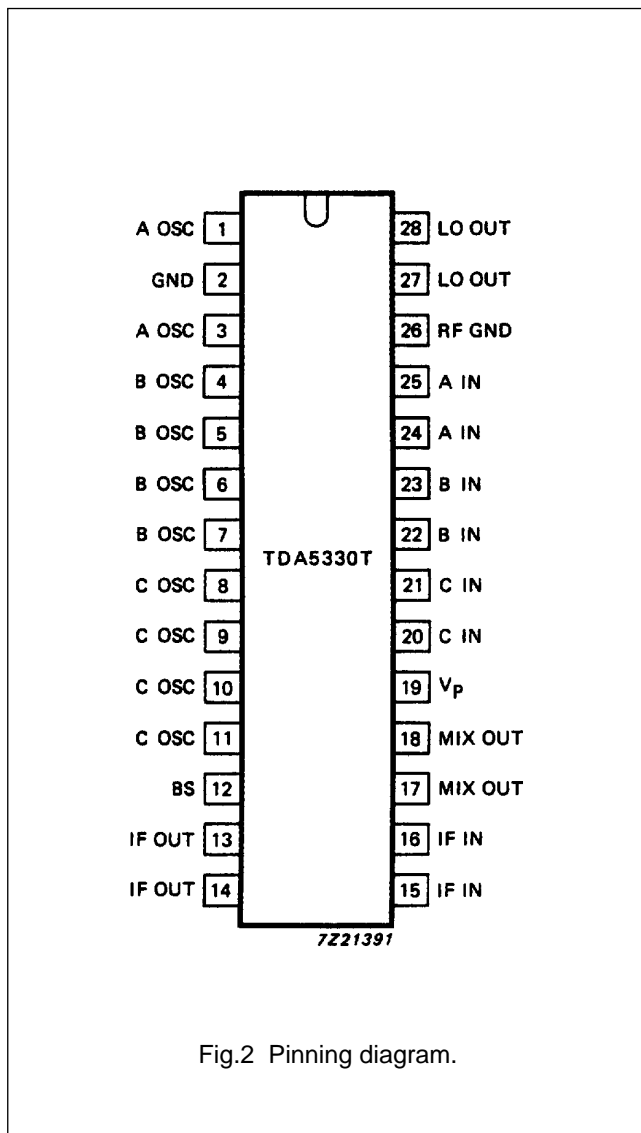 A OSC 1 28 LO OUT
GND 2 27 LO OUT
A OSC 3 26 RF GND
B OSC 4 25 A IN
B OSC 5 24 A IN
B OSC 6 23 B IN
B OSC 7 22 B IN
TDA5330T
C OSC 8 21 C IN
C OSC 9 20 C IN
C OSC 10 19 Vp
C OSC 11 18 MIX OUT
BS 12 17 MIX OUT
IF OUT 13 16 IF IN
IF OUT 14 15 IF IN
7Z21391
Fig.2 Pinning diagram.